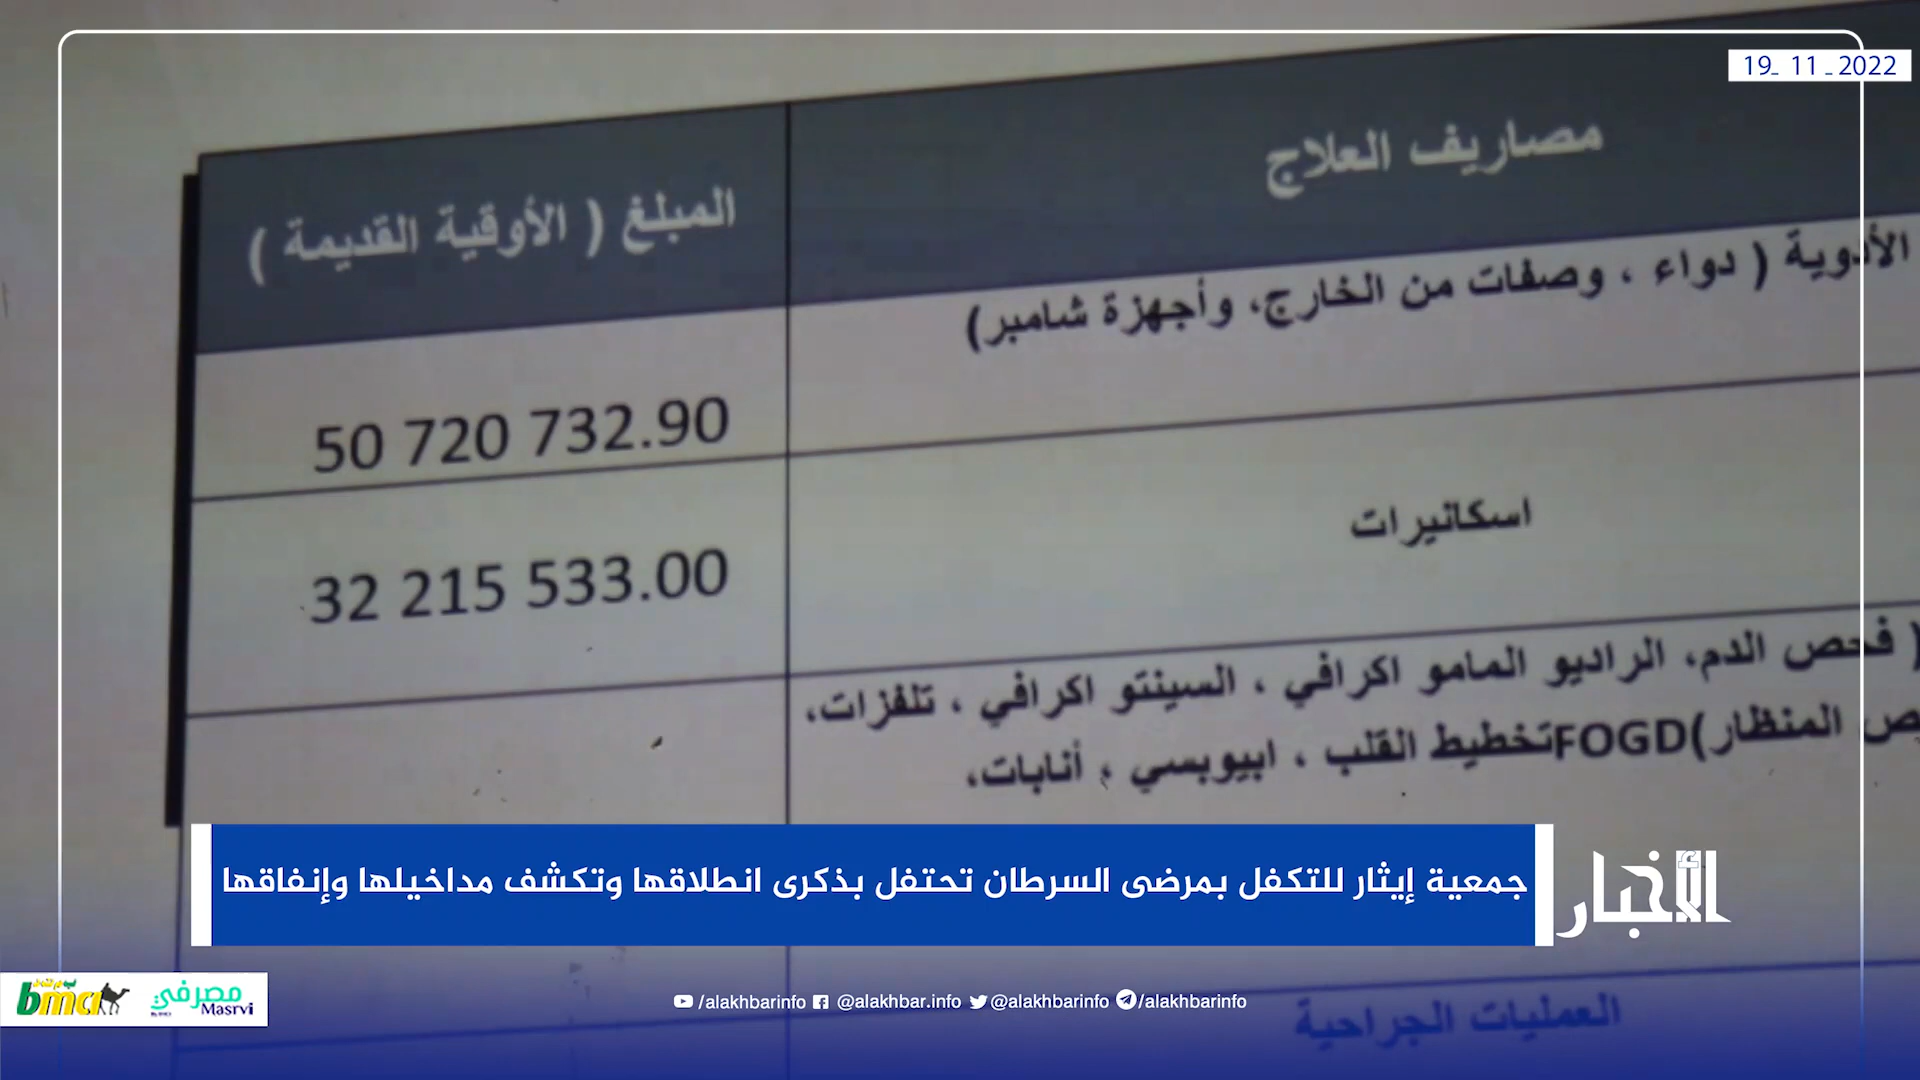 19_ 11 _ 2022
مصاريف العلاج
المبلغ ( الأوقية القديمة )
الأدوية ( دواء ، وصفات من الخارج، وأجهزة شامبر)
50 720 732.90
اسكانيرات
32 215 533.00
( فحص الدم، الراديو المامو اكرافي ، السينتو اكرافي ، تلفزات،
المنظار)FOGDتخطيط القلب ، ابيوبسي ، أنابات،
جمعية إيثار للتكفل بمرضى السرطان تحتفل بذكرى انطلاقها وتكشف مداخيلها وإنفاقها
الأخبار
العمليات الجراحية
bma
مصرفي
Masrvi
/alakhbarinfo @alakhbar.info @alakhbarinfo /alakhbarinfo